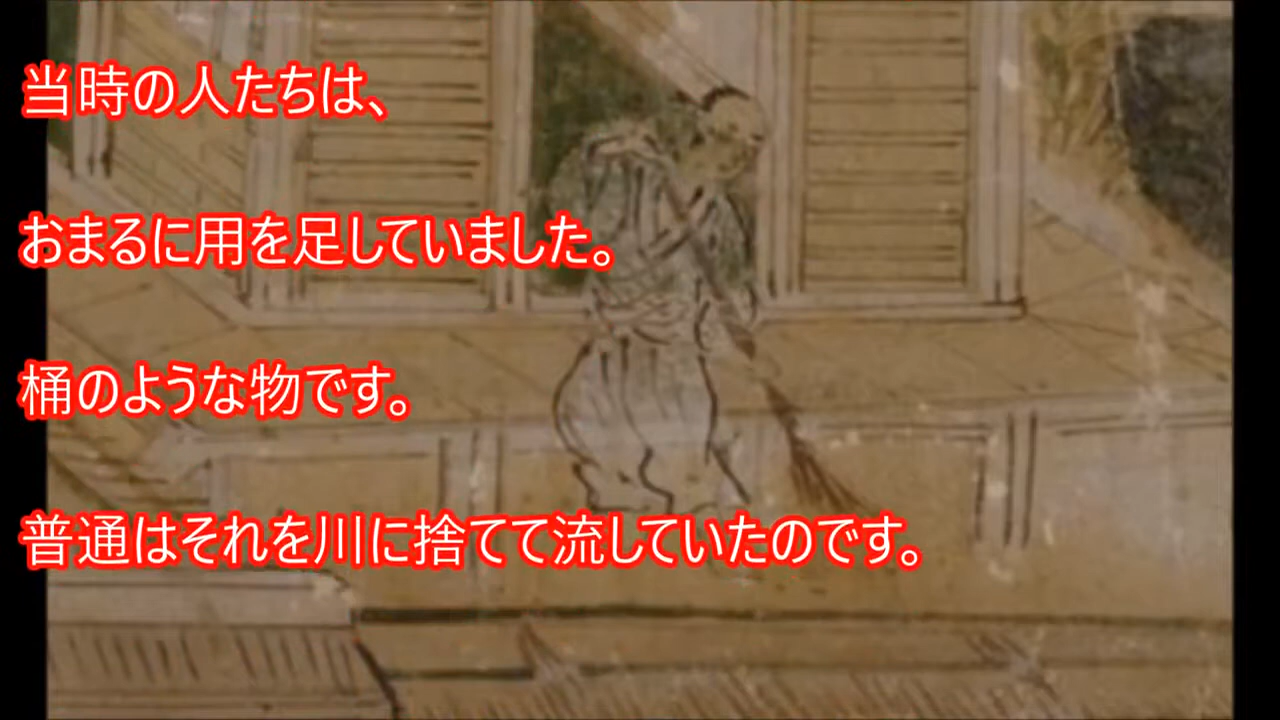 当時の人たちは、
おまるに用を足していました。
桶のような物です。
普通はそれを川に捨てて流していたのです。